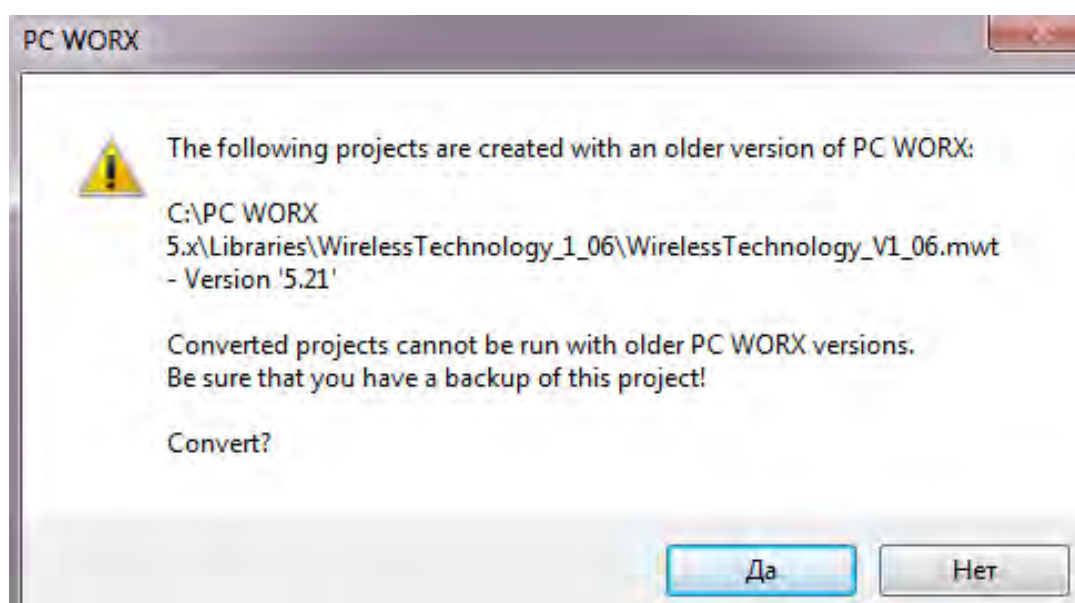 PC WORX
The following projects are created with an older version of PC WORX:
C:\PC WORX
5.x\Libraries\WirelessTechnology_1_06\WirelessTechnology_V1_06.mwt
- Version '5.21'
Converted projects cannot be run with older PC WORX versions.
Be sure that you have a backup of this project!
Convert?
Да
Нет